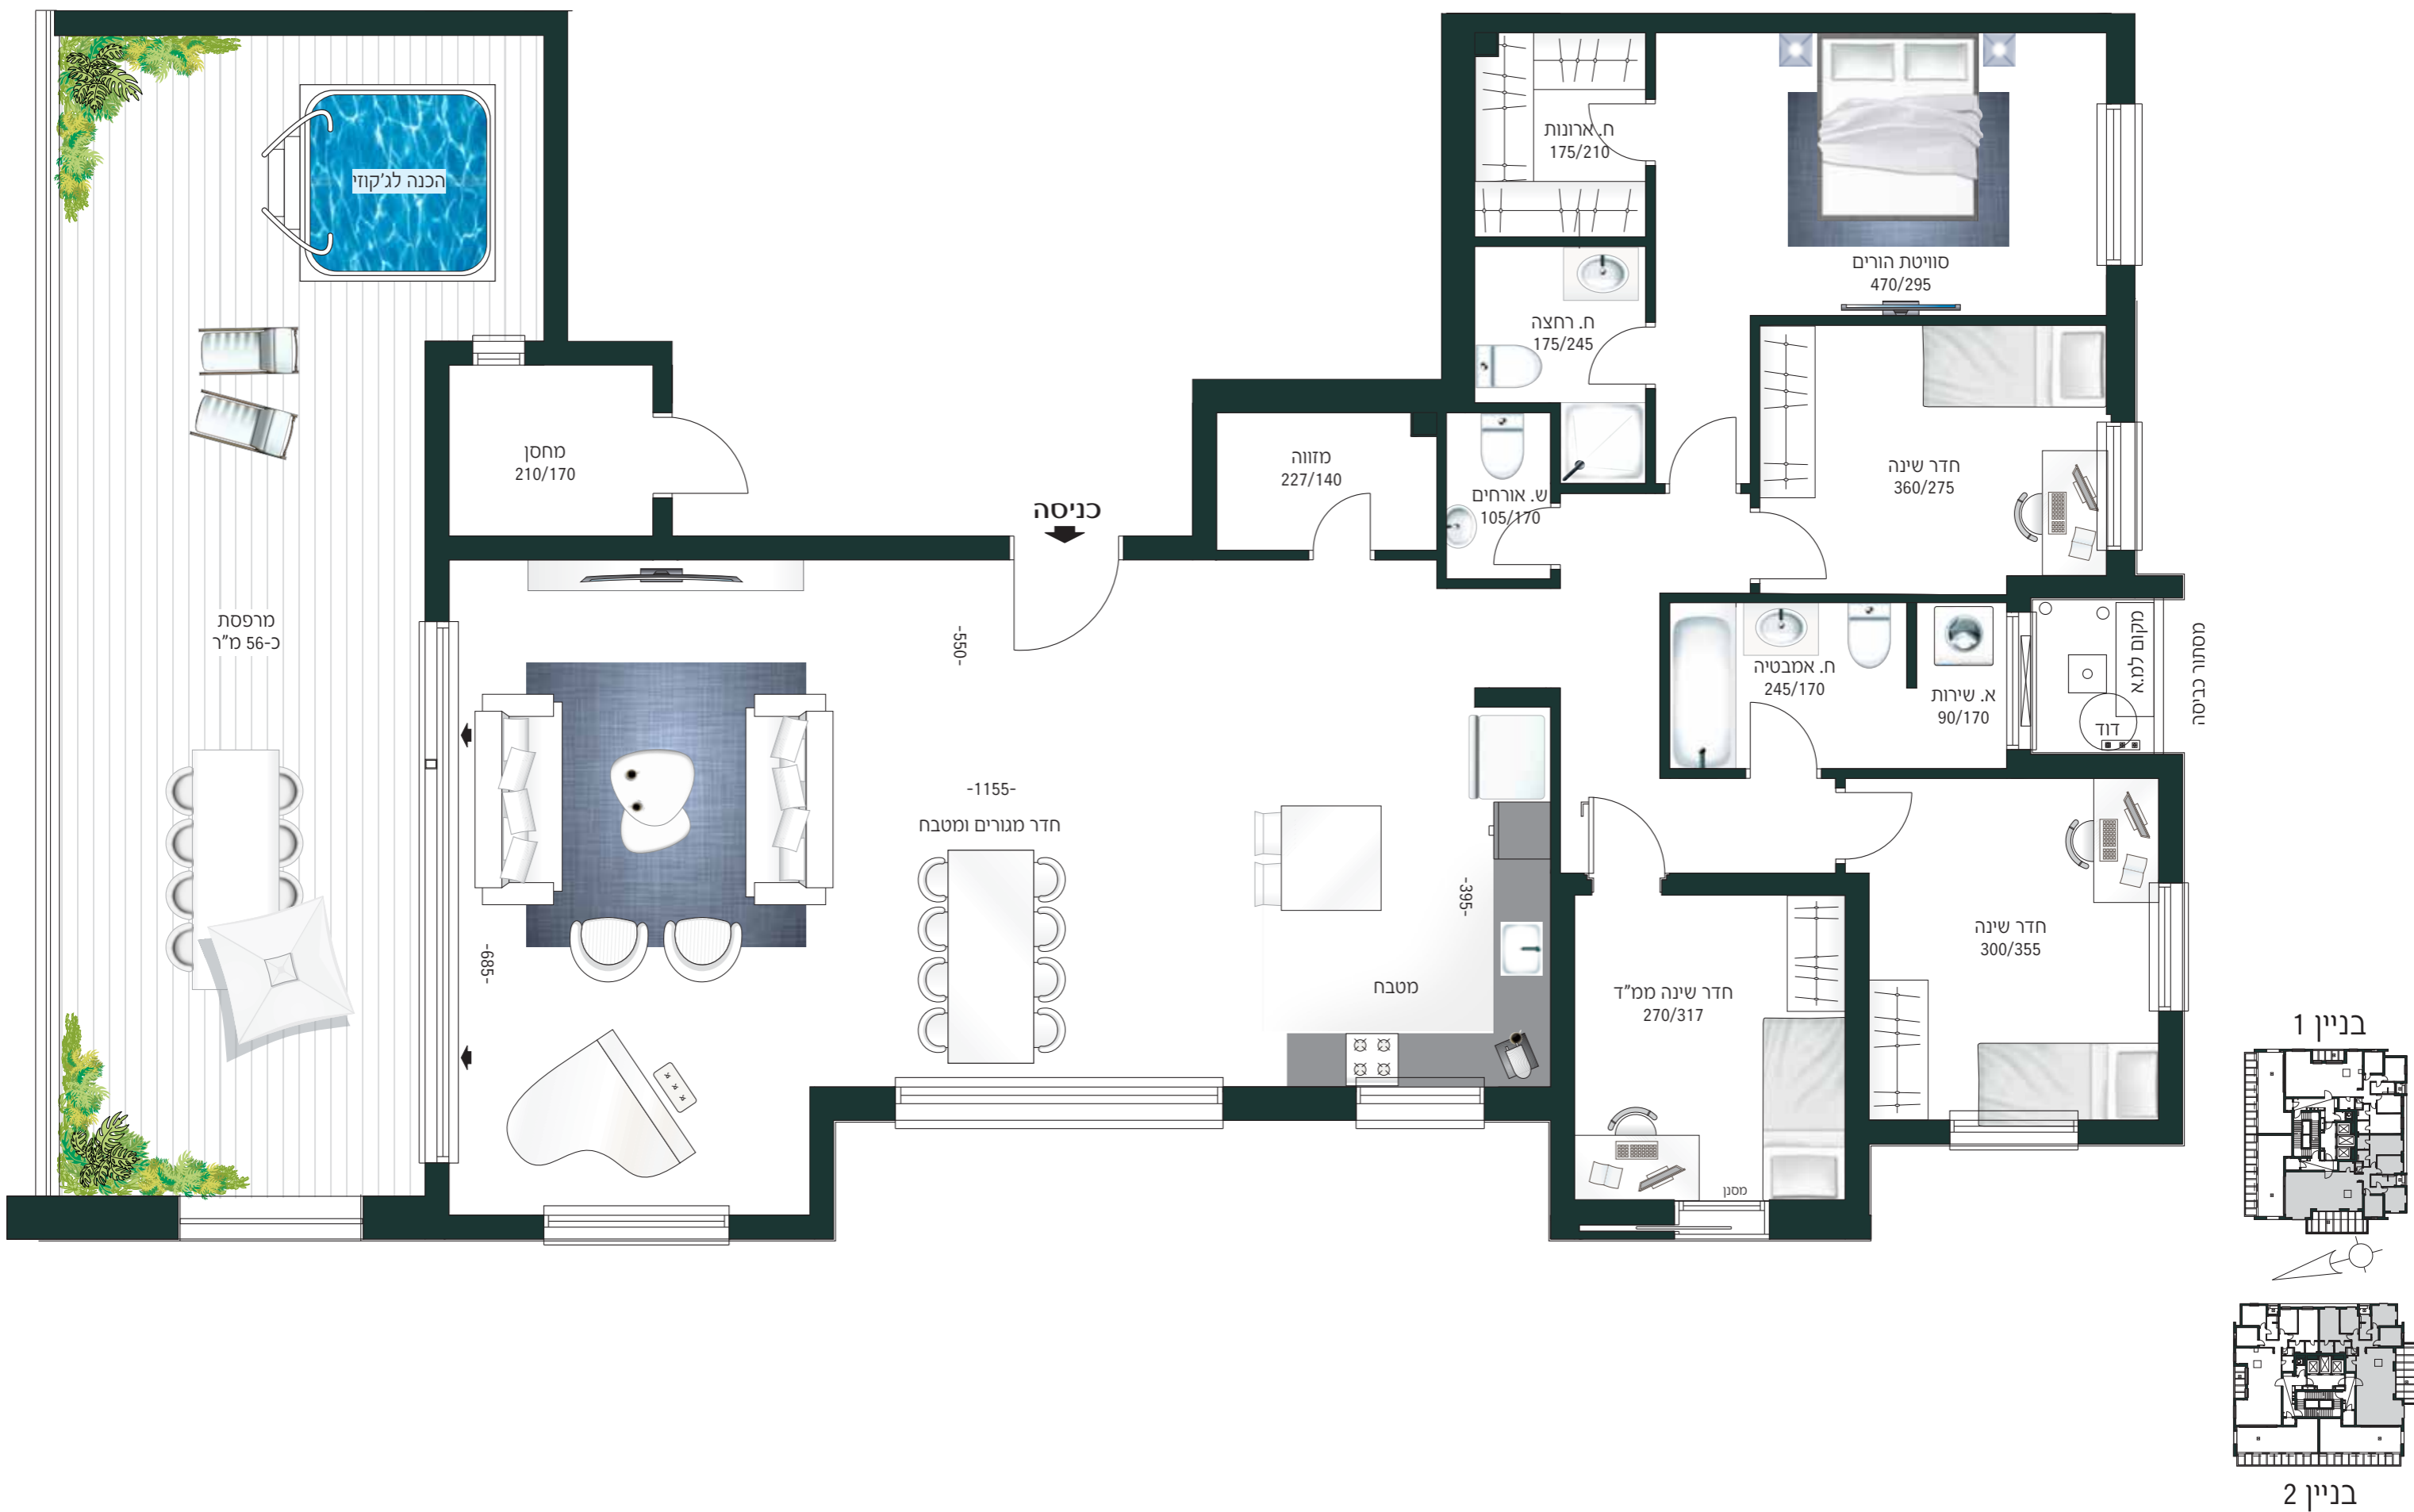 הכנה לג'קוזי
ח. ארונות
175/210
סוויטת הורים
470/295
ח. רחצה
175/245
מחסן
210/170
מזווה
227/140
ש. אורחים
105/170
חדר שינה
360/275
כניסה
מרפסת
כ-56 מ"ר
-550-
ח. אמבטיה
245/170
א. שירות
90/170
מקום למ.א
דוד
מסתור כביסה
-1155-
חדר מגורים ומטבח
-395-
-685-
מטבח
חדר שינה ממ"ד
270/317
חדר שינה
300/355
מסנן
בניין 1
בניין 2